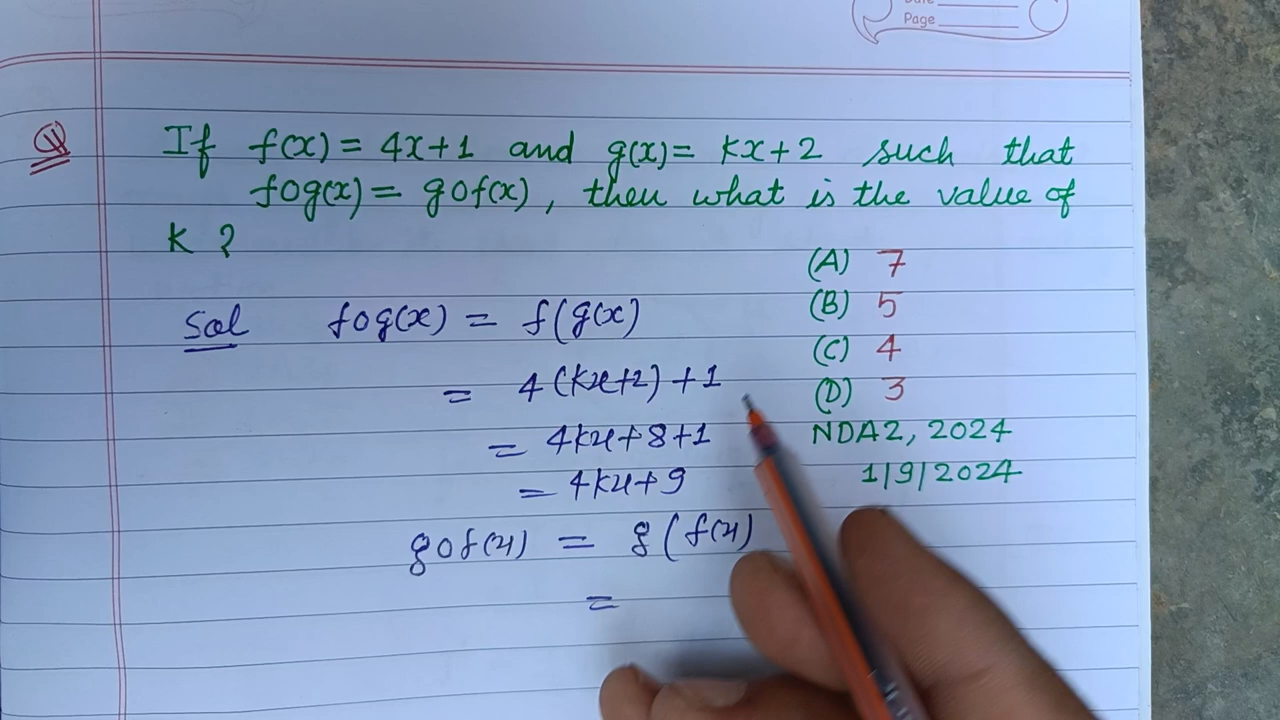 Page
Q
If f(x) = 4x+1 and g(x) = kx+2 such that
fog(x) = gof(x), then what is the value of
k ?
(A) 7
(B) 5
(C) 4
(D) 3
NDA2, 2024
1/9/2024
Sol fog(x) = f(g(x)
= 4(kx+2)+1
= 4kx+8+1
= 4kx+9
gof(x) = g(f(x)
=